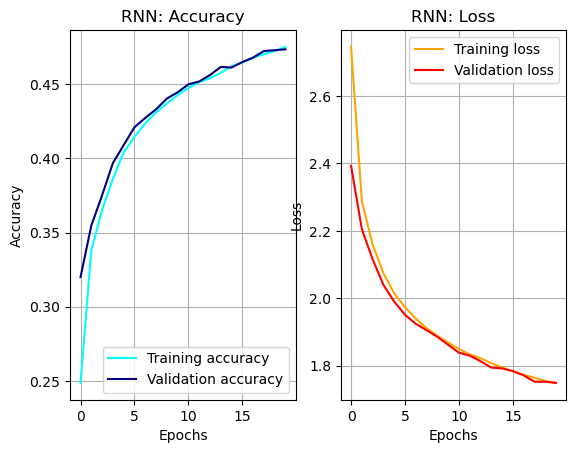 RNN: Accuracy
Accuracy
0.45
0.40
0.35
0.30
0.25
Training accuracy
Validation accuracy
0
5
10
15
Epochs
RNN: Loss
Loss
2.6
2.4
2.2
2.0
1.8
Training loss
Validation loss
0
5
10
15
Epochs